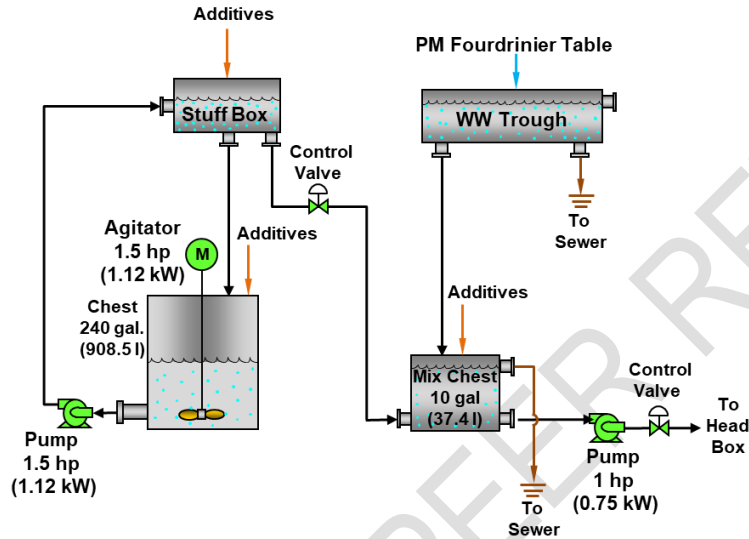 Additives
PM Fourdrinier Table
Stuff Box
WW Trough
Control
Valve
To
Sewer
Agitator
1.5 hp
(1.12 kW)
M
Additives
Chest
240 gal.
(908.5 l)
Additives
Mix Chest
10 gal
(37.4 l)
Control
Valve
To
Head
Box
Pump
1.5 hp
(1.12 kW)
Pump
1 hp
(0.75 kW)
To
Sewer